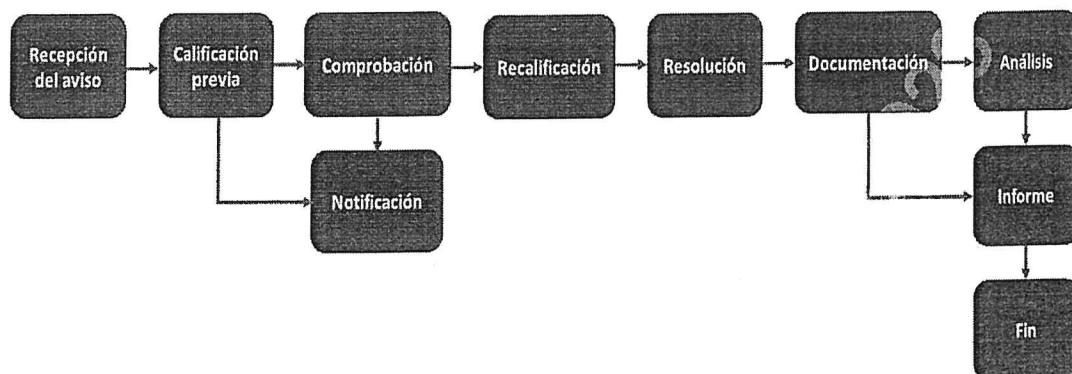 Recepción
del aviso
Calificación
previa
Comprobación
Recalificación
Resolución
Documentación
Análisis
Notificación
Informe
Fin